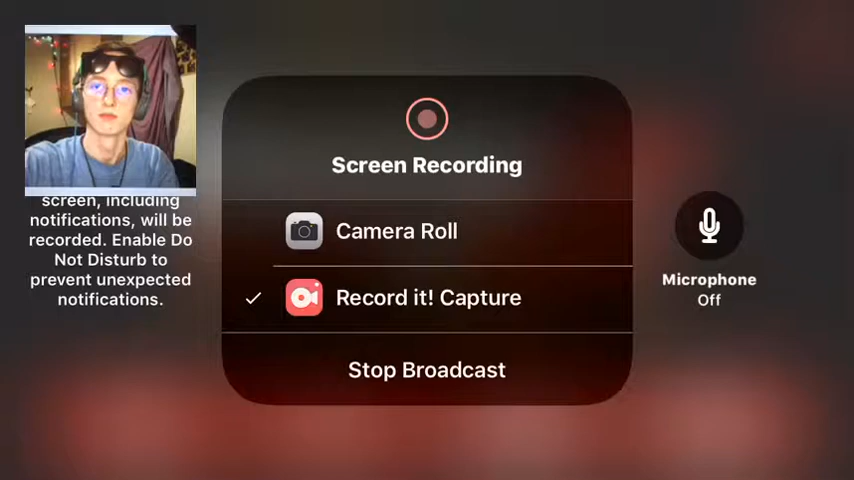 screen, including
notifications, will be
recorded. Enable Do
Not Disturb to
prevent unexpected
notifications.
Screen Recording
Camera Roll
Record it! Capture
Stop Broadcast
Microphone
Off